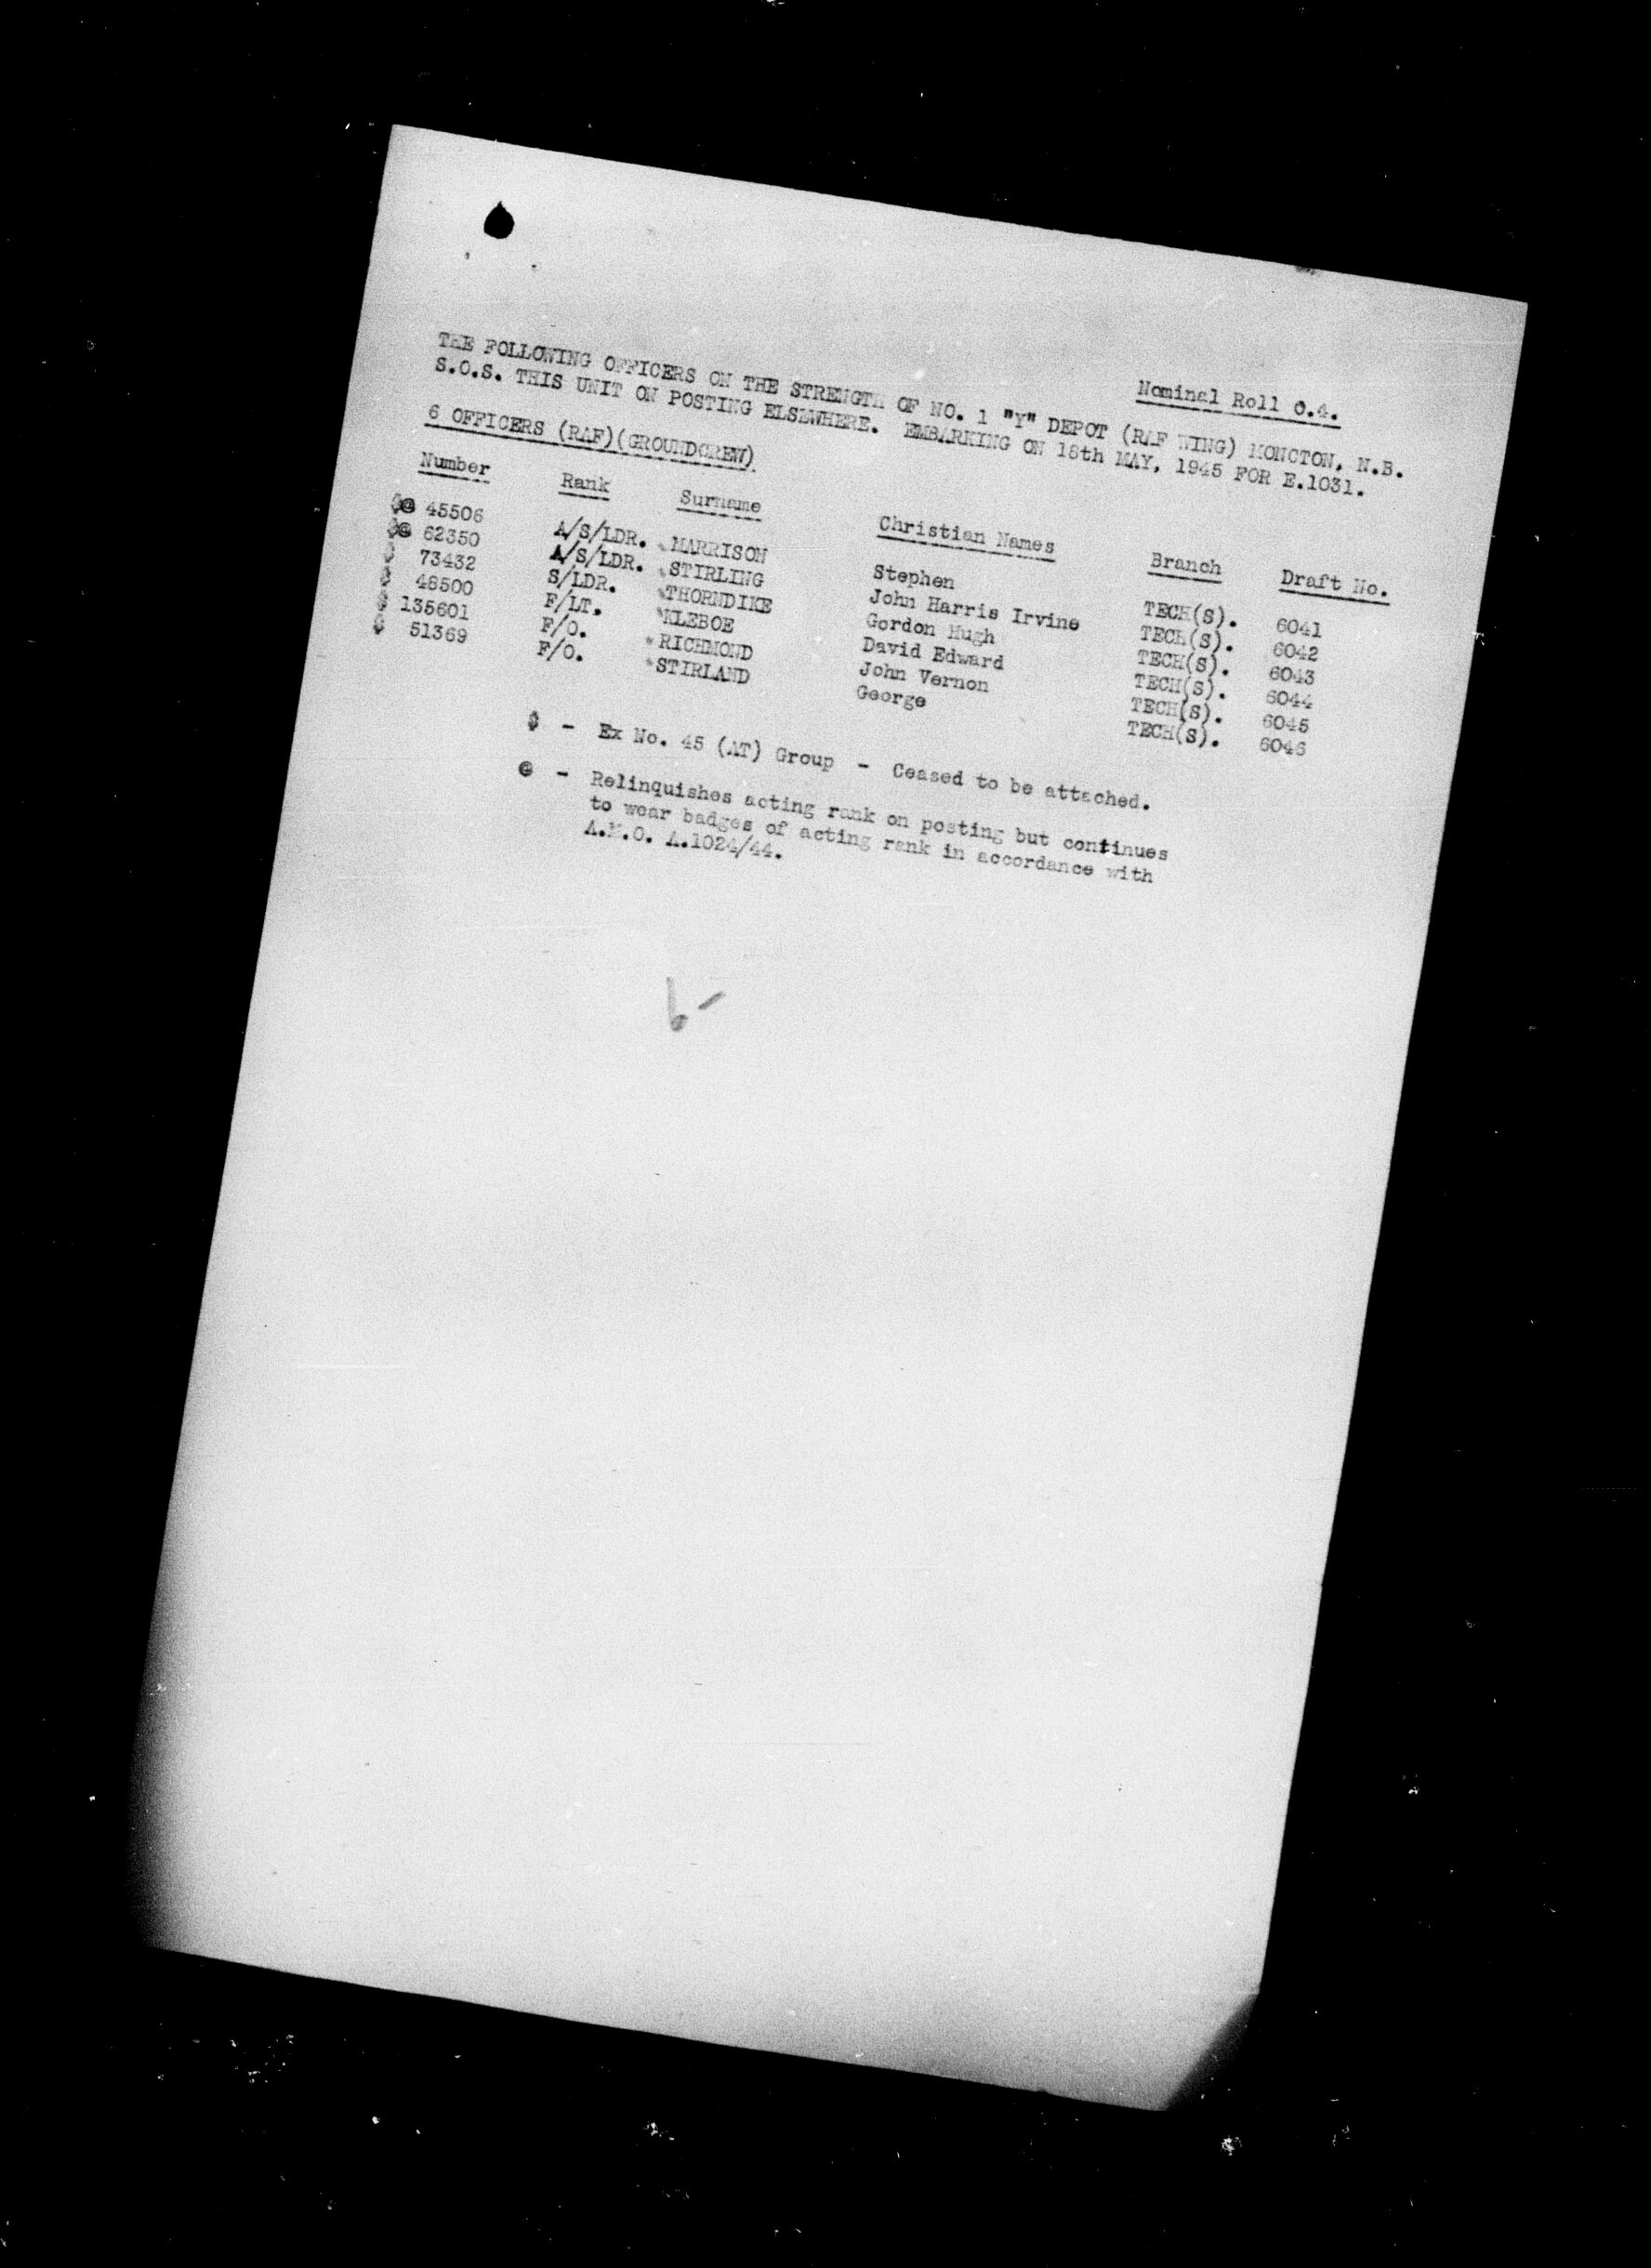 Nominal Roll O.4.
THE FOLLOWING OFFICERS ON THE STRENGTH OF NO. 1 "Y" DEPOT (RAF WING) MONCTON, N.B.
S.O.S. THIS UNIT ON POSTING ELSEWHERE. EMBARKING ON 18th MAY, 1945 FOR E.1031.
6 OFFICERS (RAF)(GROUNDCREW)
Number Rank Surname Christian Names Branch Draft No.
$@ 45506 A/S/LDR. *MARRISON Stephen TECH(S). 6041
$@ 62350 A/S/LDR. *STIRLING John Harris Irvine TECH(S). 6042
$ 73432 S/LDR. *THORNDIKE Gordon Hugh TECH(S). 6043
$ 48500 F/LT. *KLEBOE David Edward TECH(S). 6044
$ 135601 F/O. *RICHMOND John Vernon TECH(S). 6045
$ 51369 F/O. *STIRLAND George TECH(S). 6046
$ - Ex No. 45 (AT) Group - Ceased to be attached.
@ - Relinquishes acting rank on posting but continues
to wear badges of acting rank in accordance with
A.M.O. A.1024/44.
6-